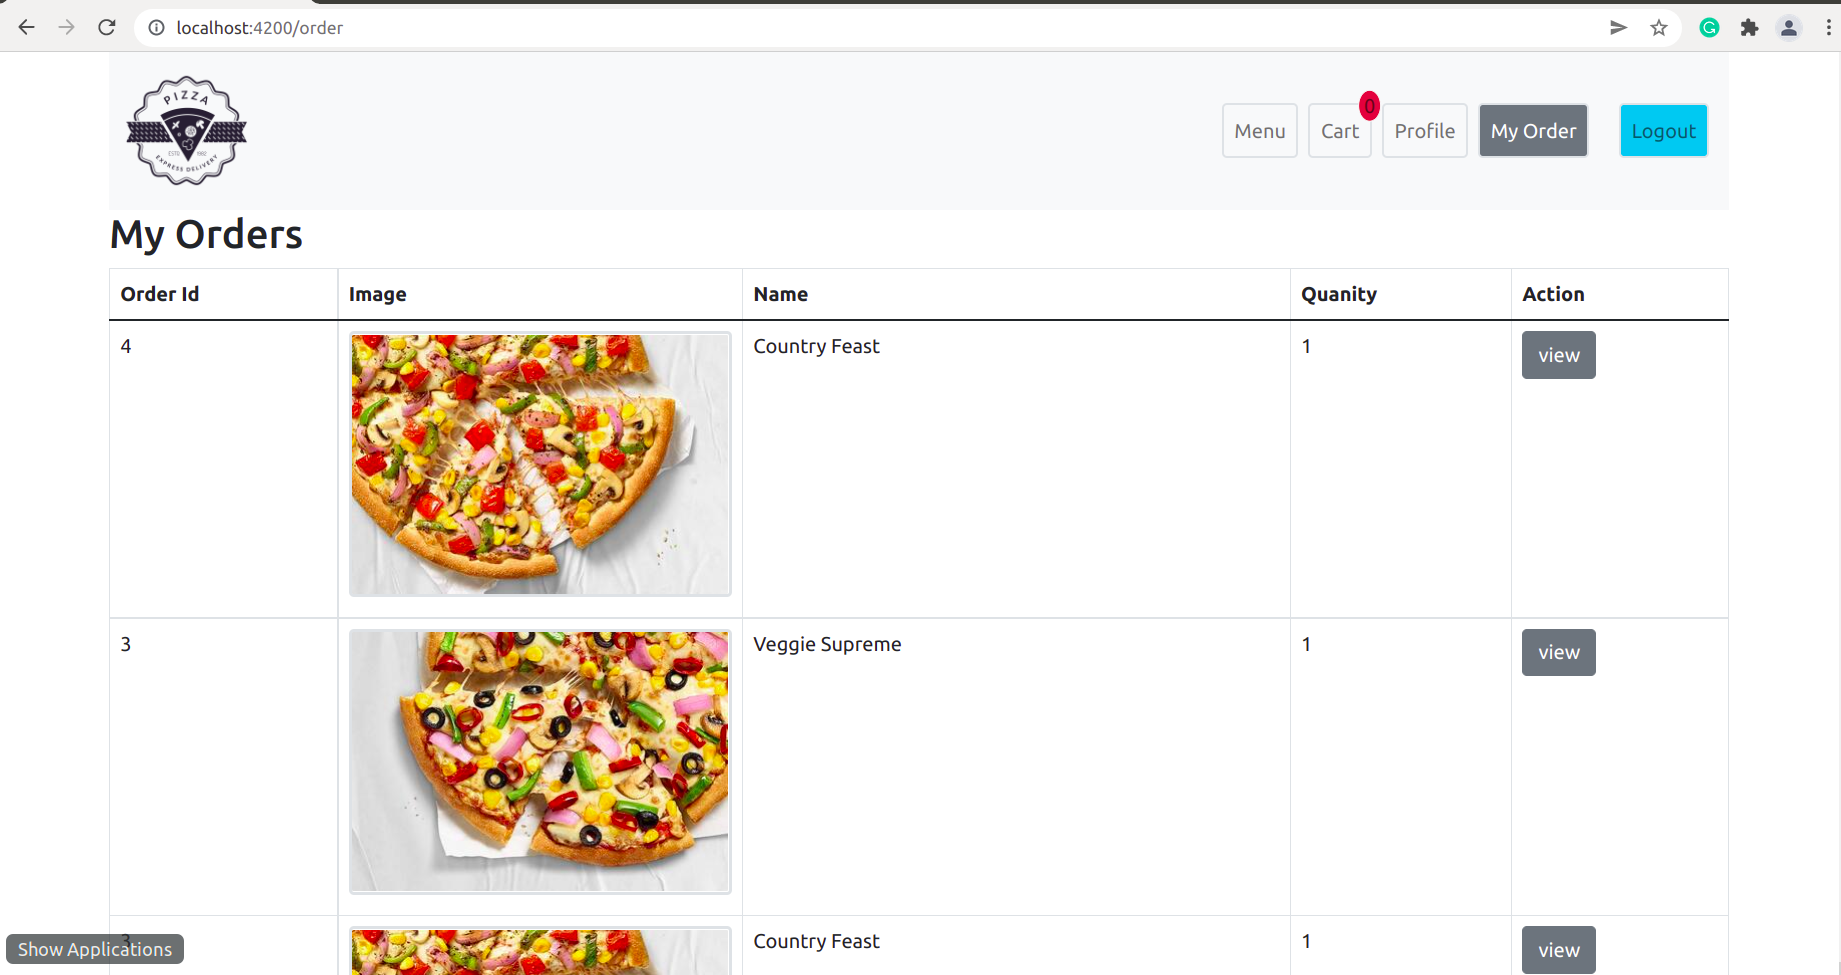 localhost:4200/order
PIZZA
ESTD 1982
EXPRESS DELIVERY
Menu
Cart
0
Profile
My Order
Logout
My Orders
Order Id Image Name Quanity Action
4 Country Feast 1 view
3 Veggie Supreme 1 view
3 Country Feast 1 view
Show Applications